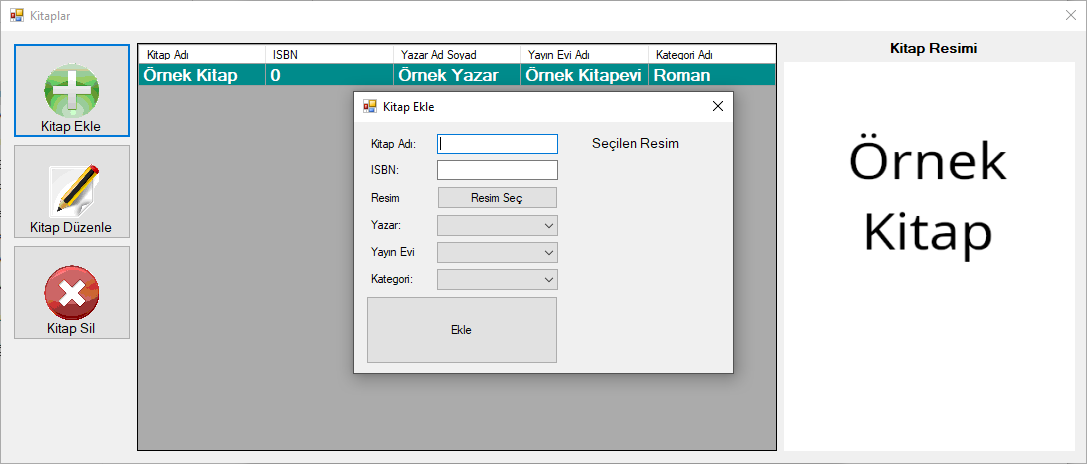 Kitaplar
Kitap Ekle
Kitap Düzenle
Kitap Sil
Kitap Adı ISBN Yazar Ad Soyad Yayın Evi Adı Kategori Adı
Örnek Kitap 0 Örnek Yazar Örnek Kitapevi Roman
Kitap Ekle
Kitap Adı:
Seçilen Resim
ISBN:
Resim Resim Seç
Yazar:
Yayın Evi
Kategori:
Ekle
Kitap Resimi
Örnek
Kitap